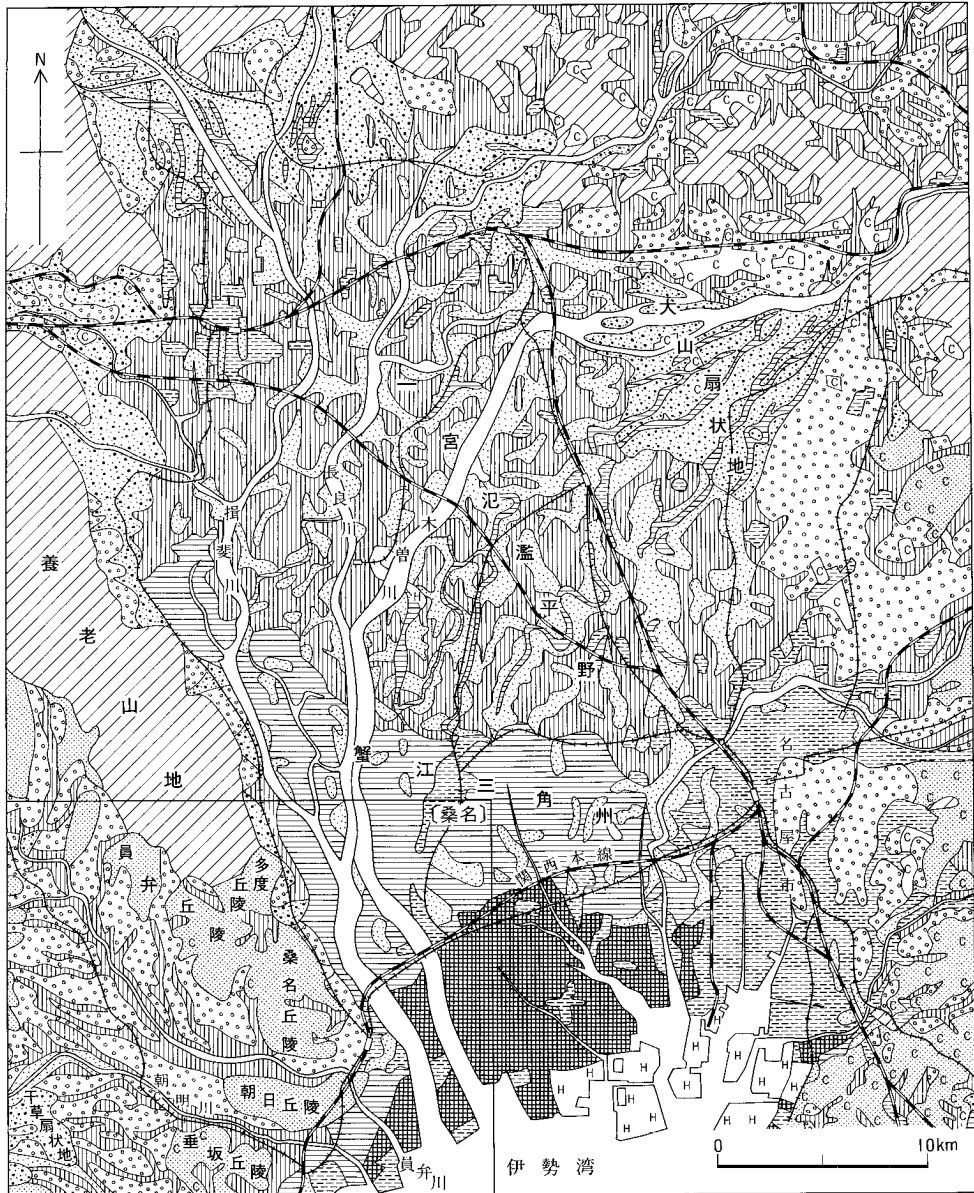 N
犬山扇状地
一宮氾濫平野
長良川
揖斐川
木曽川
養老山地
蟹江三角州
〔桑名〕
名古屋市
関西本線
員弁丘陵
多度丘陵
桑名丘陵
朝明川
朝日丘陵
千草扇状地
垂坂丘陵
員弁川
伊勢湾
0 10km
C
H